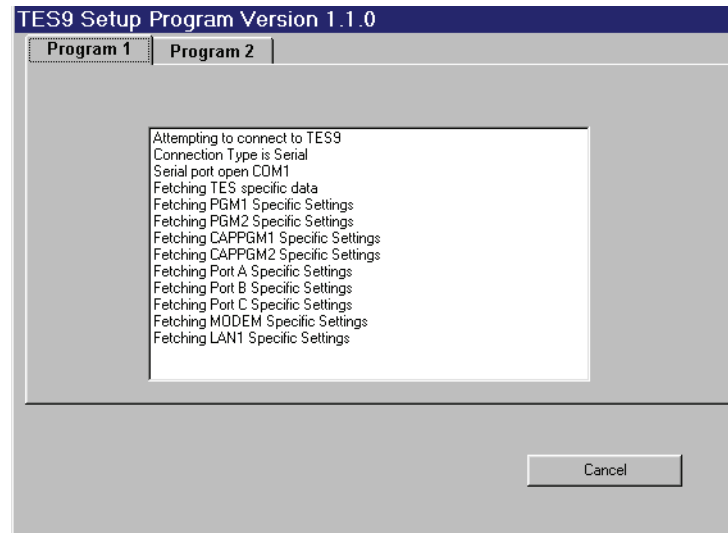 TES9 Setup Program Version 1.1.0
Program 1 Program 2
Attempting to connect to TES9
Connection Type is Serial
Serial port open COM1
Fetching TES specific data
Fetching PGM1 Specific Settings
Fetching PGM2 Specific Settings
Fetching CAPPGM1 Specific Settings
Fetching CAPPGM2 Specific Settings
Fetching Port A Specific Settings
Fetching Port B Specific Settings
Fetching Port C Specific Settings
Fetching MODEM Specific Settings
Fetching LAN1 Specific Settings
Cancel